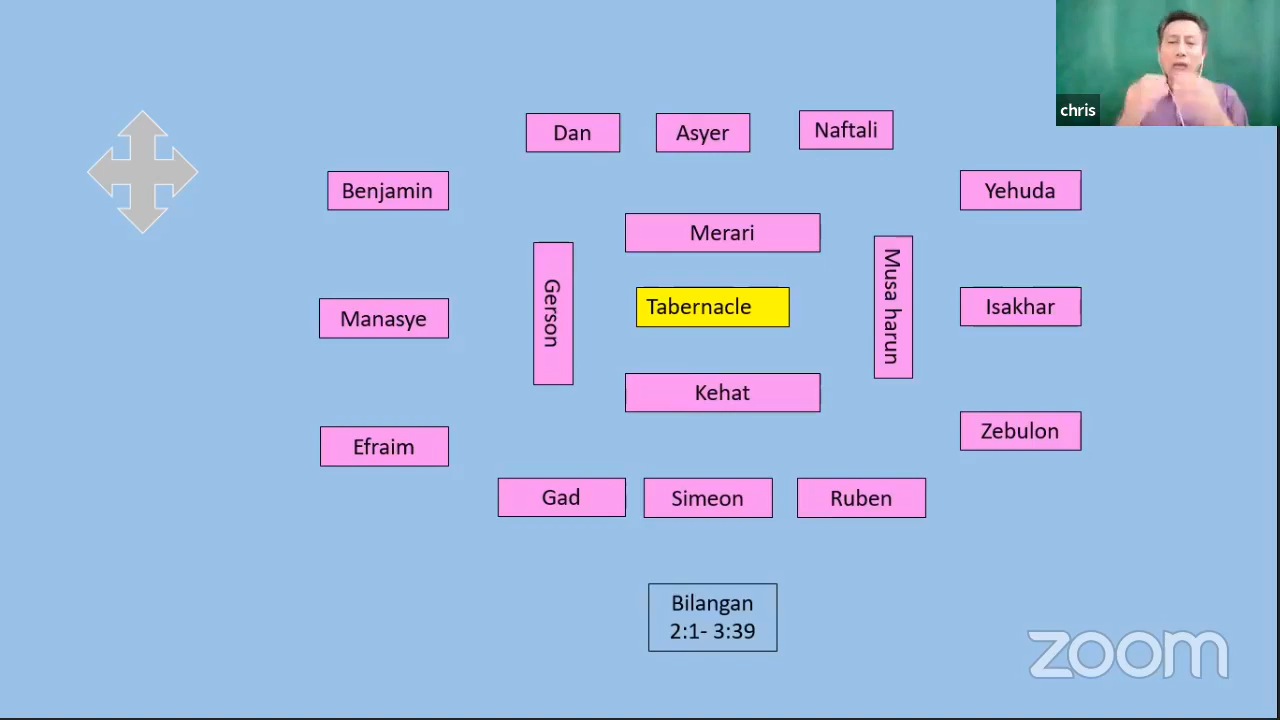 chris
Dan
Asyer
Naftali
Benjamin
Yehuda
Merari
Gerson
Musa harun
Tabernacle
Isakhar
Manasye
Kehat
Efraim
Zebulon
Gad
Simeon
Ruben
Bilangan
2:1- 3:39
zoom